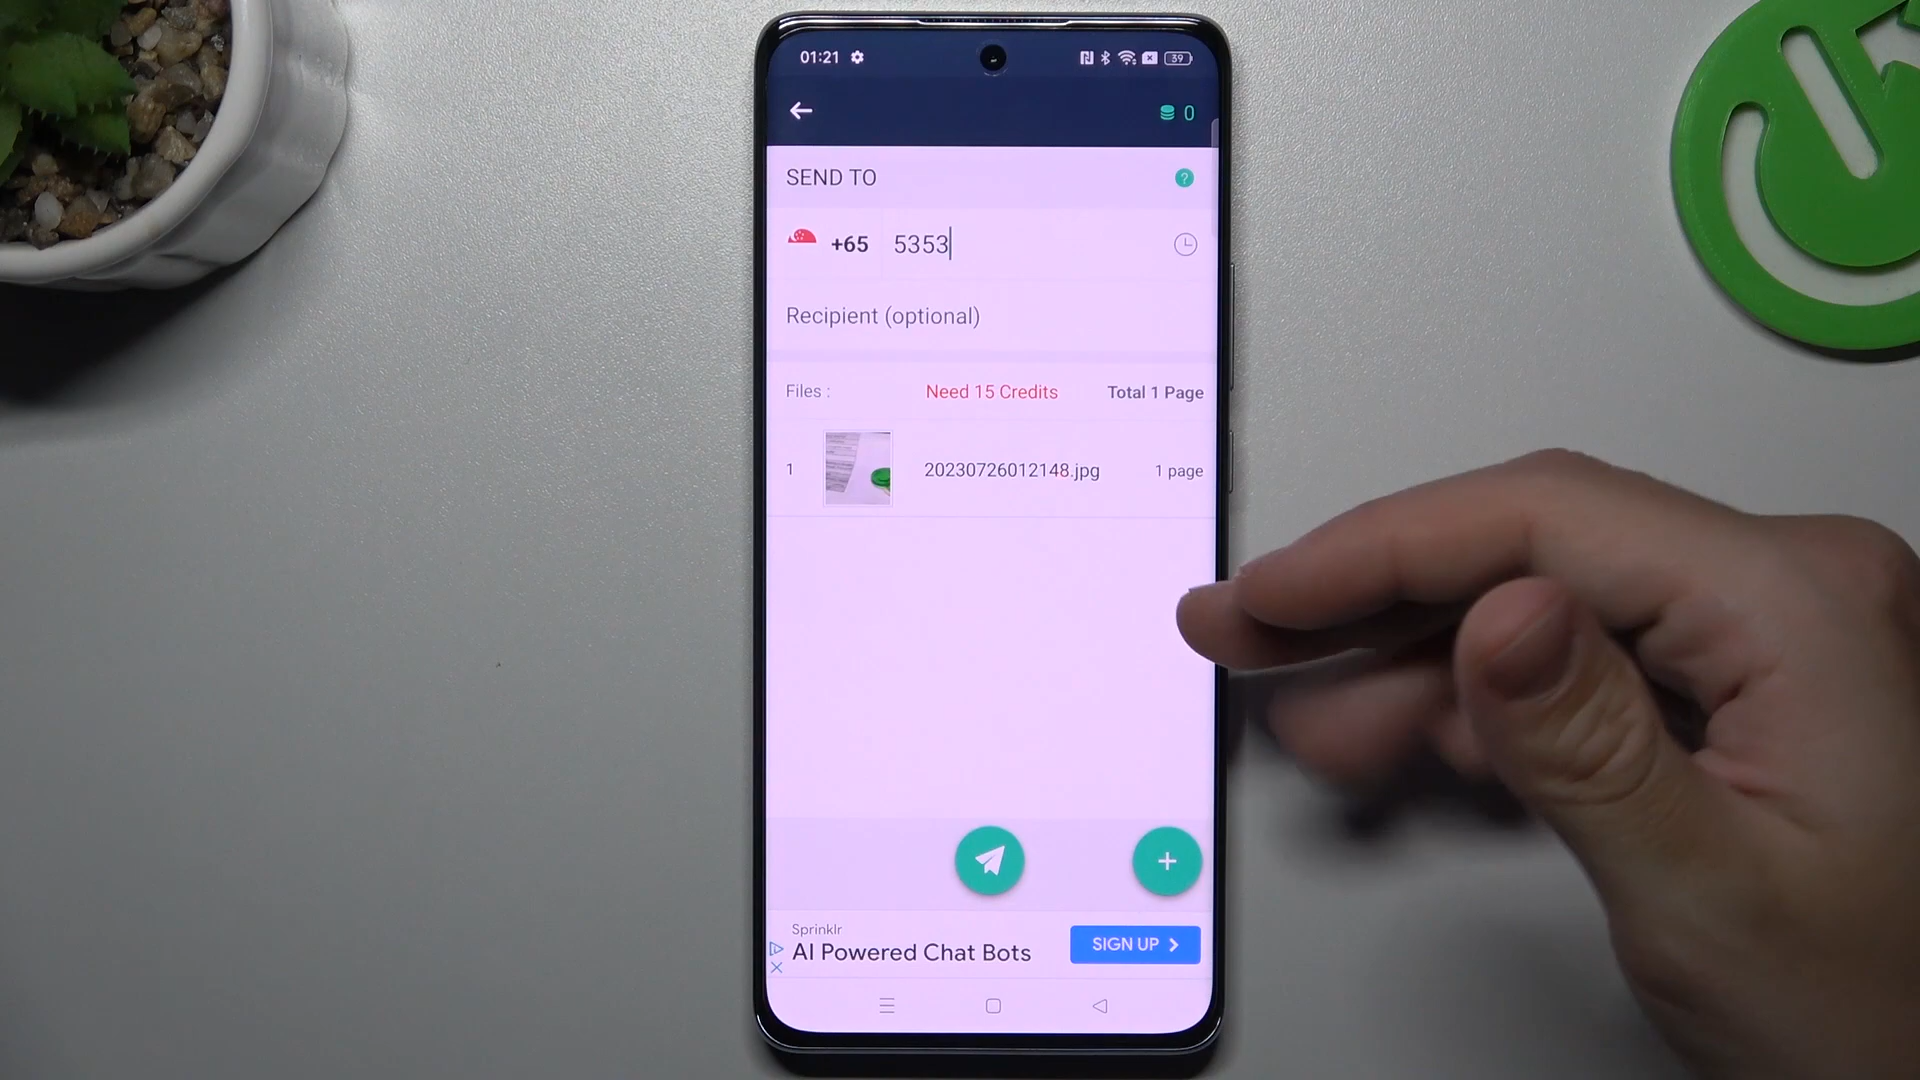 01:21 39
0
SEND TO ?
+65 5353
Recipient (optional)
Files : Need 15 Credits Total 1 Page
1 20230726012148.jpg 1 page
+
Sprinklr
AI Powered Chat Bots
SIGN UP >